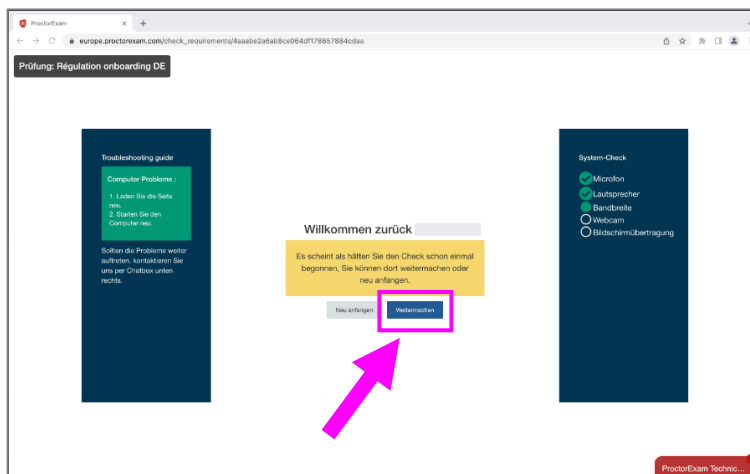 ProctorExam
europe.proctorexam.com/check_requirements/4aaabe2a6ab8ce064df178657884cdaa
Prüfung: Régulation onboarding DE
Troubleshooting guide
Computer Probleme :
1. Laden Sie die Seite
neu.
2. Starten Sie den
Computer neu.
Sollten die Probleme weiter
auftreten, kontaktieren Sie
uns per Chatbox unten
rechts.
Willkommen zurück
Es scheint als hätten Sie den Check schon einmal
begonnen, Sie können dort weitermachen oder
neu anfangen.
Neu anfangen
Weitermachen
System-Check
Microfon
Lautsprecher
Bandbreite
Webcam
Bildschirmübertragung
ProctorExam Technic...